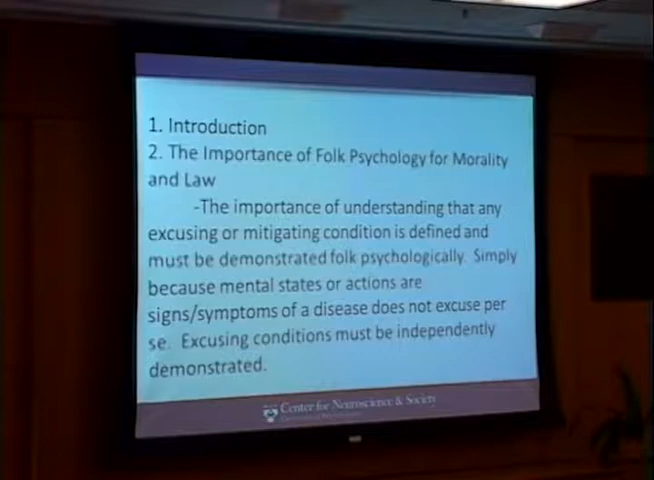 1. Introduction
2. The Importance of Folk Psychology for Morality
and Law
-The importance of understanding that any
excusing or mitigating condition is defined and
must be demonstrated folk psychologically. Simply
because mental states or actions are
signs/symptoms of a disease does not excuse per
se. Excusing conditions must be independently
demonstrated.
Center for Neuroscience & Society